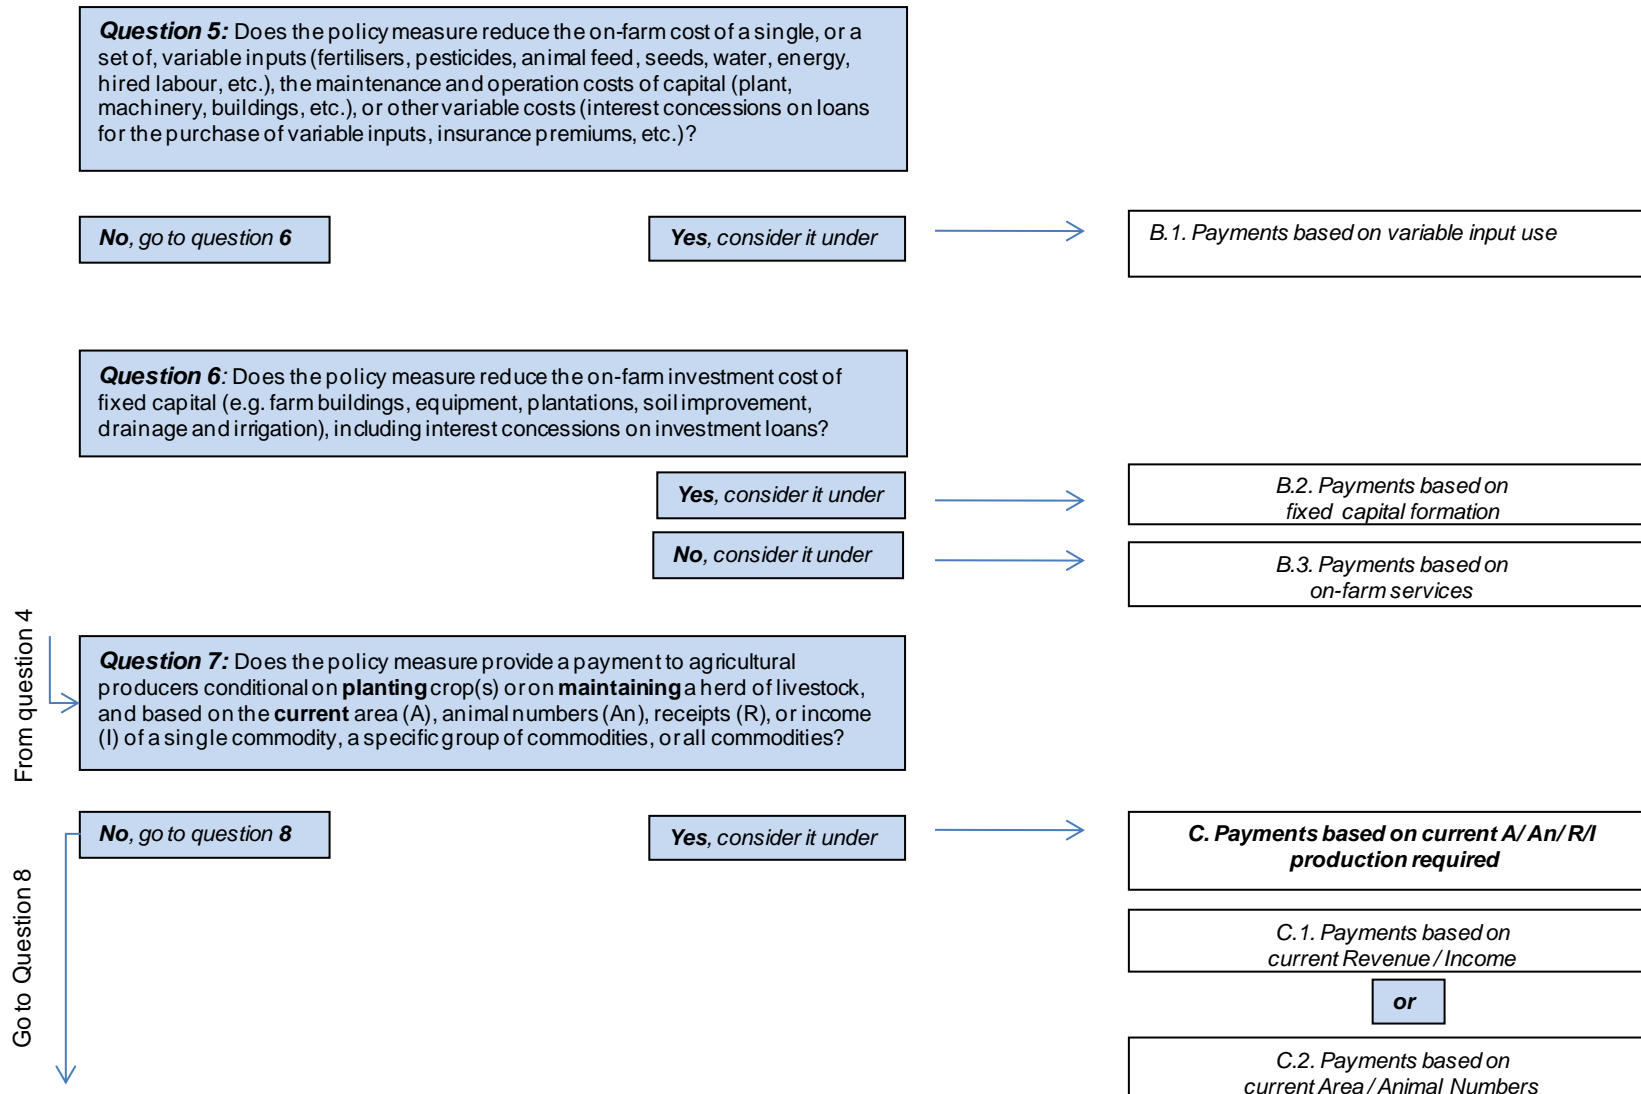 Question 5: Does the policy measure reduce the on-farm cost of a single, or a
set of, variable inputs (fertilisers, pesticides, animal feed, seeds, water, energy,
hired labour, etc.), the maintenance and operation costs of capital (plant,
machinery, buildings, etc.), or other variable costs (interest concessions on loans
for the purchase of variable inputs, insurance premiums, etc.)?
No, go to question 6
Yes, consider it under
B.1. Payments based on variable input use
Question 6: Does the policy measure reduce the on-farm investment cost of
fixed capital (e.g. farm buildings, equipment, plantations, soil improvement,
drainage and irrigation), including interest concessions on investment loans?
Yes, consider it under
B.2. Payments based on
fixed capital formation
No, consider it under
B.3. Payments based on
on-farm services
From question 4
Question 7: Does the policy measure provide a payment to agricultural
producers conditional on planting crop(s) or on maintaining a herd of livestock,
and based on the current area (A), animal numbers (An), receipts (R), or income
(I) of a single commodity, a specific group of commodities, or all commodities?
No, go to question 8
Yes, consider it under
C. Payments based on current A/ An/ R/I
production required
Go to Question 8
C.1. Payments based on
current Revenue / Income
or
C.2. Payments based on
current Area / Animal Numbers